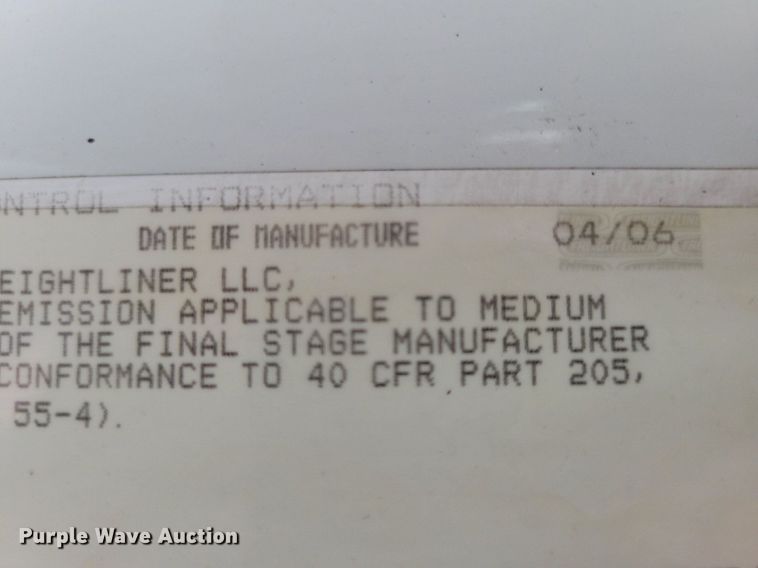 ONTROL INFORMATION
DATE OF MANUFACTURE 04/06
EIGHTLINER LLC,
EMISSION APPLICABLE TO MEDIUM
OF THE FINAL STAGE MANUFACTURER
CONFORMANCE TO 40 CFR PART 205,
55-4).
Purple Wave Auction